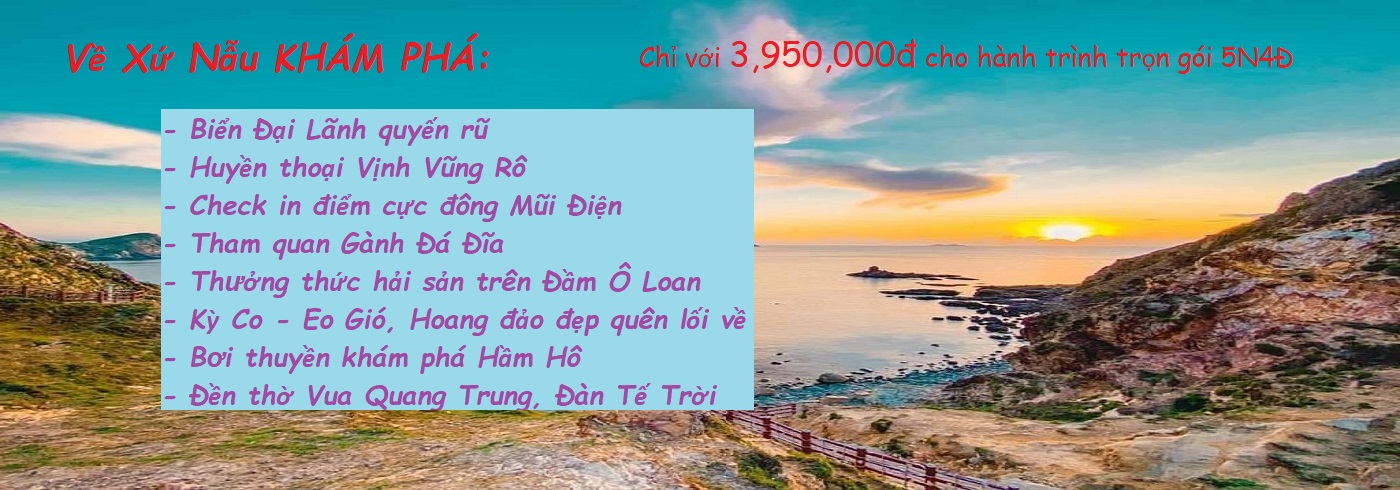 Về Xứ Nẫu KHÁM PHÁ:
Chỉ với 3,950,000đ cho hành trình trọn gói 5N4Đ
- Biển Đại Lãnh quyến rũ
- Huyền thoại Vịnh Vũng Rô
- Check in điểm cực đông Mũi Điện
- Tham quan Gành Đá Đĩa
- Thưởng thức hải sản trên Đầm Ô Loan
- Kỳ Co - Eo Gió, Hoang đảo đẹp quên lối về
- Bơi thuyền khám phá Hầm Hô
- Đền thờ Vua Quang Trung, Đàn Tế Trời